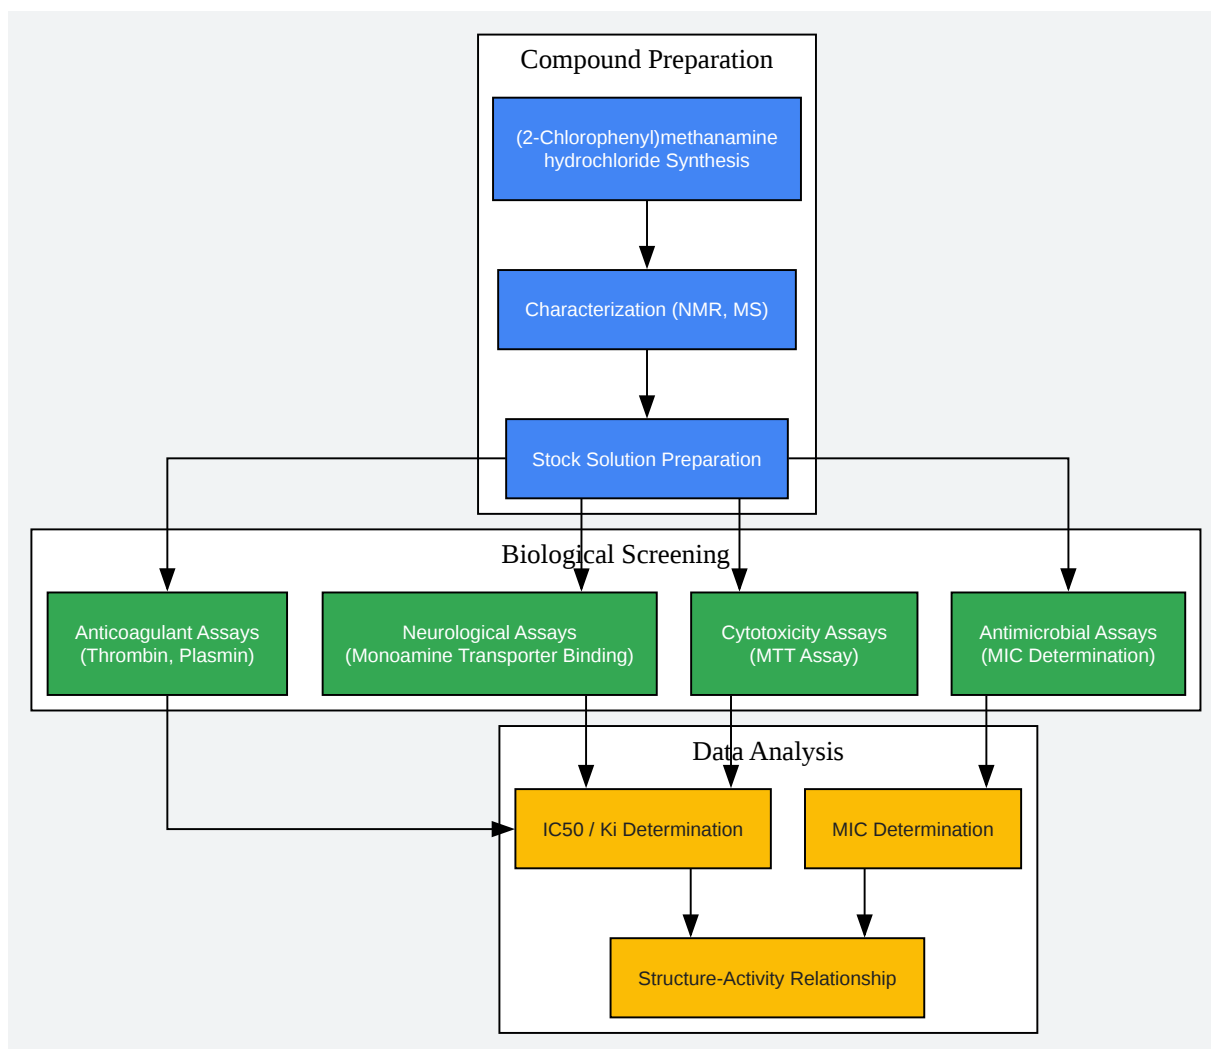 Compound Preparation
(2-Chlorophenyl)methanamine
hydrochloride Synthesis
Characterization (NMR, MS)
Stock Solution Preparation
Biological Screening
Anticoagulant Assays
(Thrombin, Plasmin)
Neurological Assays
(Monoamine Transporter Binding)
Cytotoxicity Assays
(MTT Assay)
Antimicrobial Assays
(MIC Determination)
Data Analysis
IC50 / Ki Determination
MIC Determination
Structure-Activity Relationship